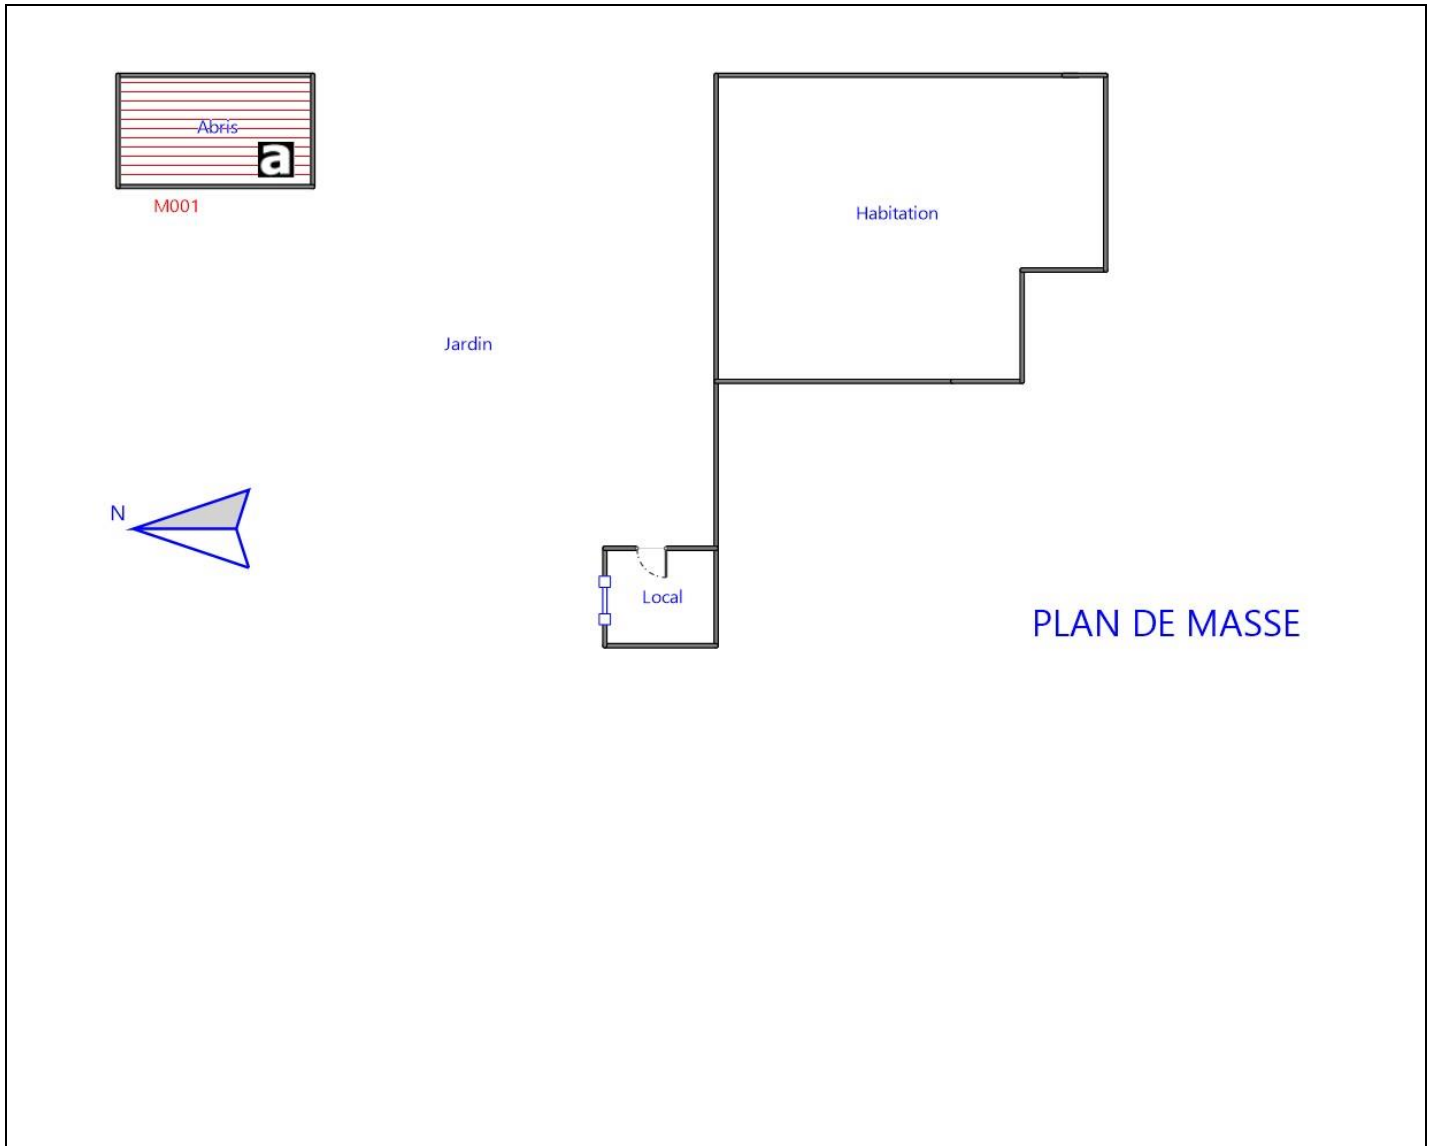 Abris
a
M001
Habitation
Jardin
N
Local
PLAN DE MASSE